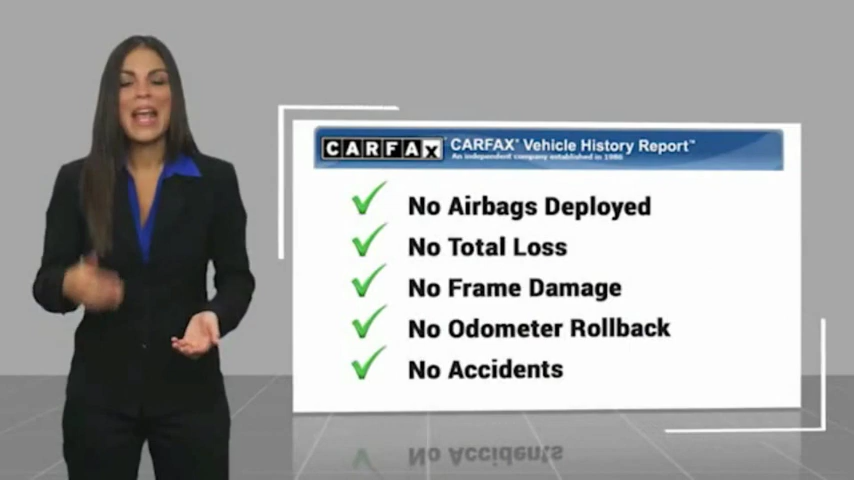 CARFAX CARFAX® Vehicle History Report™
An independent company established in 1986
No Airbags Deployed
No Total Loss
No Frame Damage
No Odometer Rollback
No Accidents
No Accidents